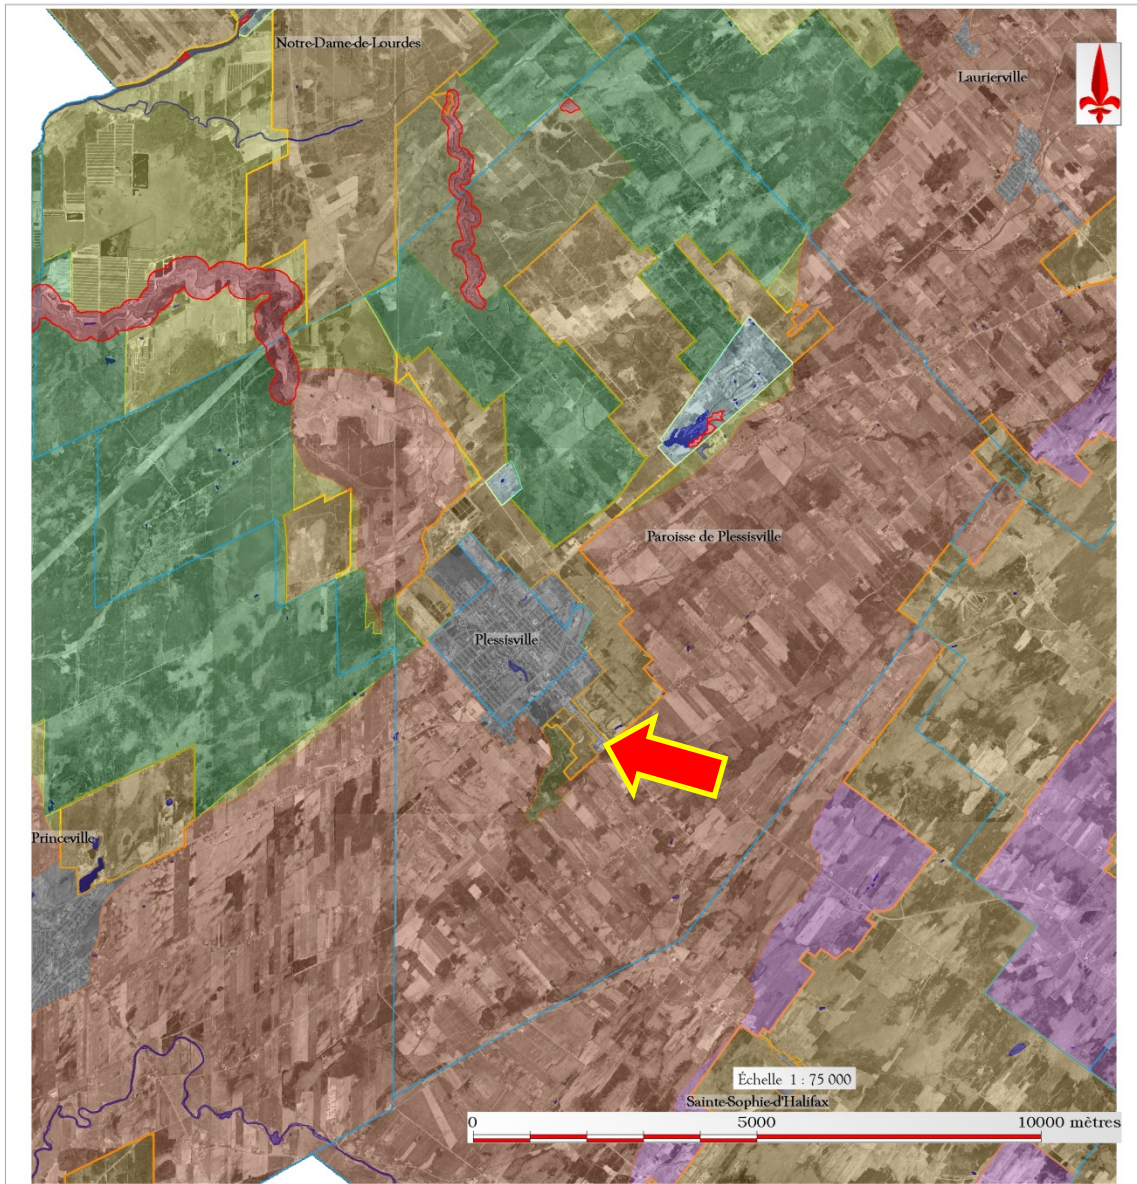 Notre-Dame-de-Lourdes
Laurierville
Paroisse de Plessisville
Plessisville
Princeville
Échelle 1 : 75 000
Sainte-Sophie-d'Halifax
0 5000 10000 mètres